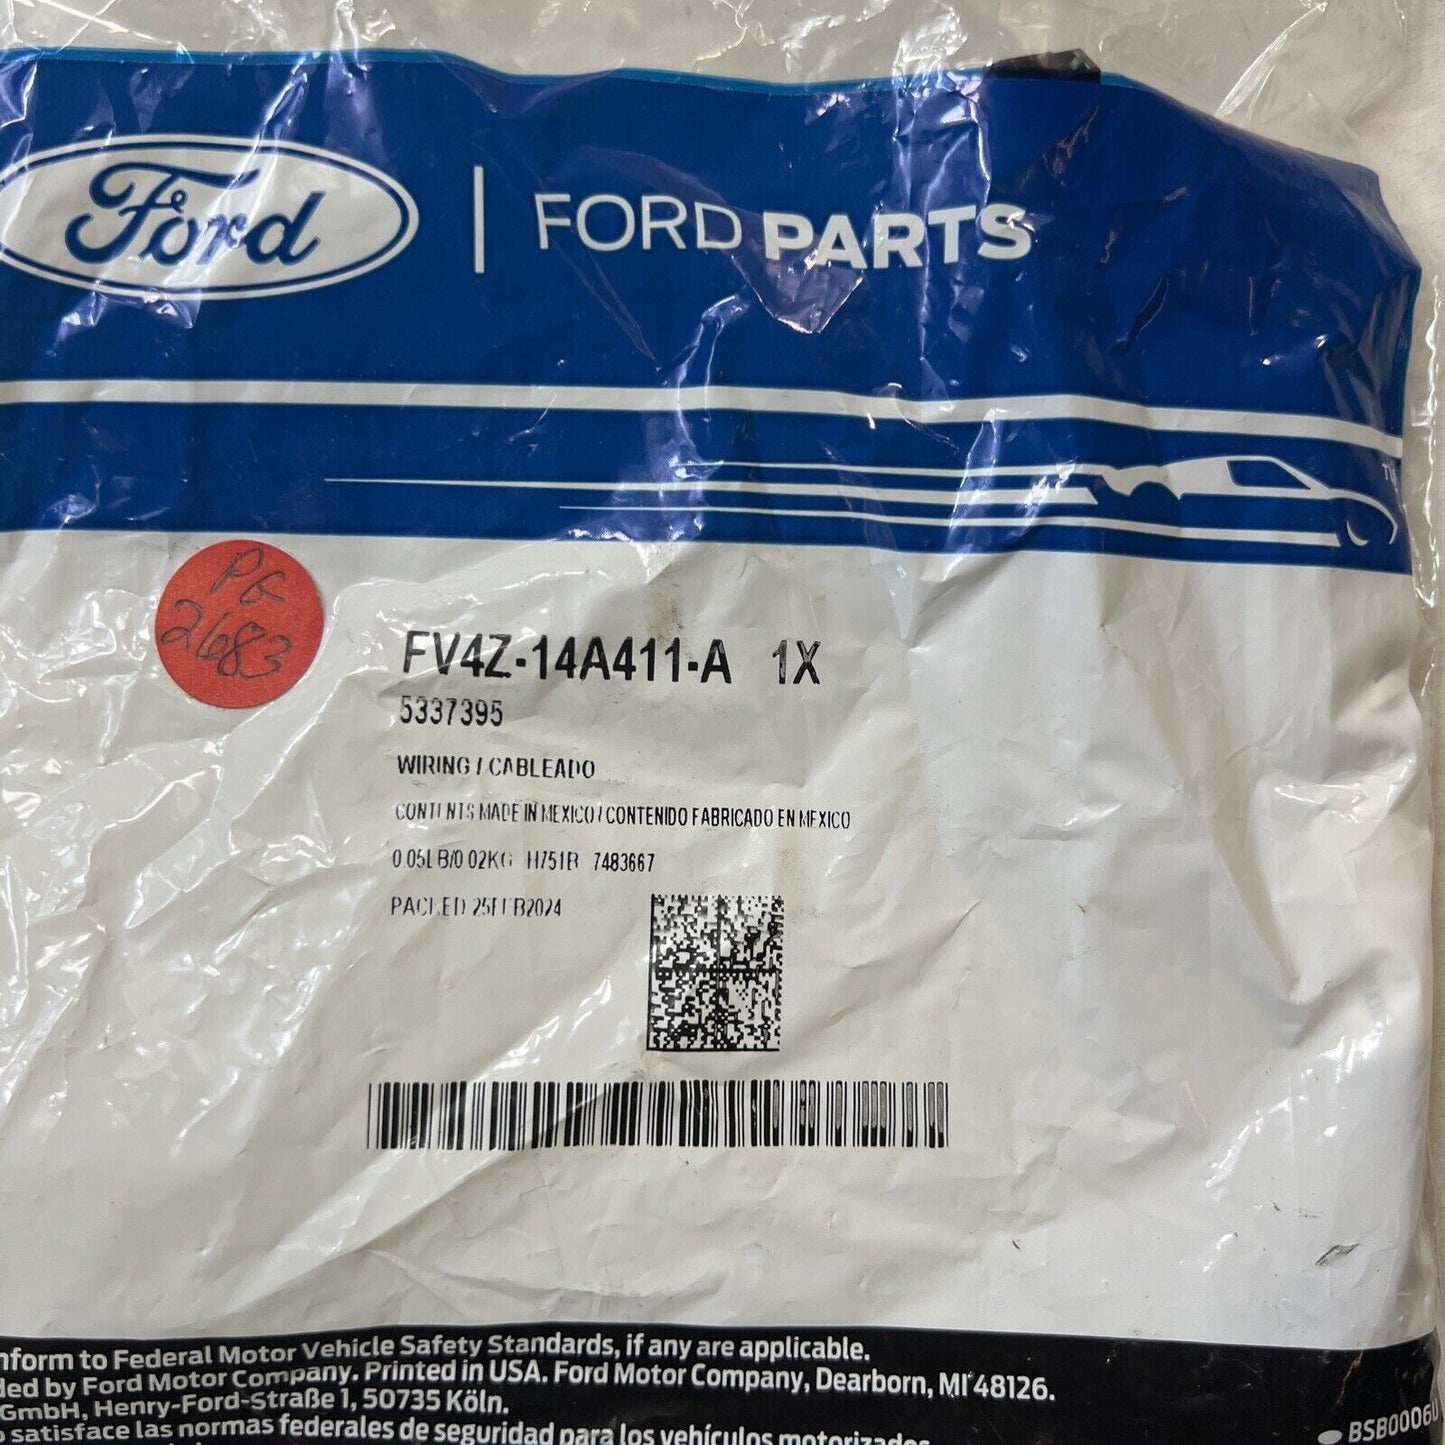 Ford | FORD PARTS
PG
2683
FV4Z-14A411-A 1X
5337395
WIRING / CABLEADO
CONTENTS MADE IN MEXICO / CONTENIDO FABRICADO EN MEXICO
0.05LB/0.02KG H751B 7483667
PACKED 25FEB2024
nform to Federal Motor Vehicle Safety Standards, if any are applicable.
ded by Ford Motor Company. Printed in USA. Ford Motor Company, Dearborn, MI 48126.
GmbH, Henry-Ford-Straße 1, 50735 Köln.
o satisface las normas federales de seguridad para los vehículos motorizados
BSB0006U